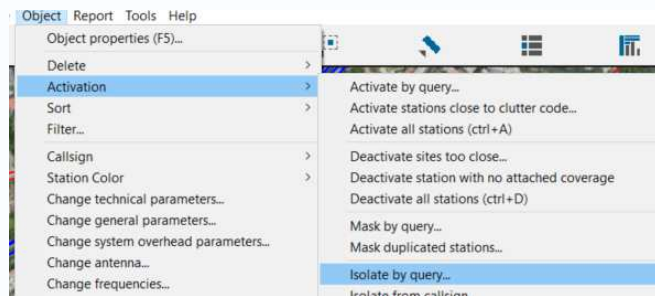 Object Report Tools Help
Object properties (F5)...
Delete
Activation
Sort
Filter...
Callsign
Station Color
Change technical parameters...
Change general parameters...
Change system overhead parameters...
Change antenna...
Change frequencies...
Activate by query...
Activate stations close to clutter code...
Activate all stations (ctrl+A)
Deactivate sites too close...
Deactivate station with no attached coverage
Deactivate all stations (ctrl+D)
Mask by query...
Mask duplicated stations...
Isolate by query...
Isolate from callsign